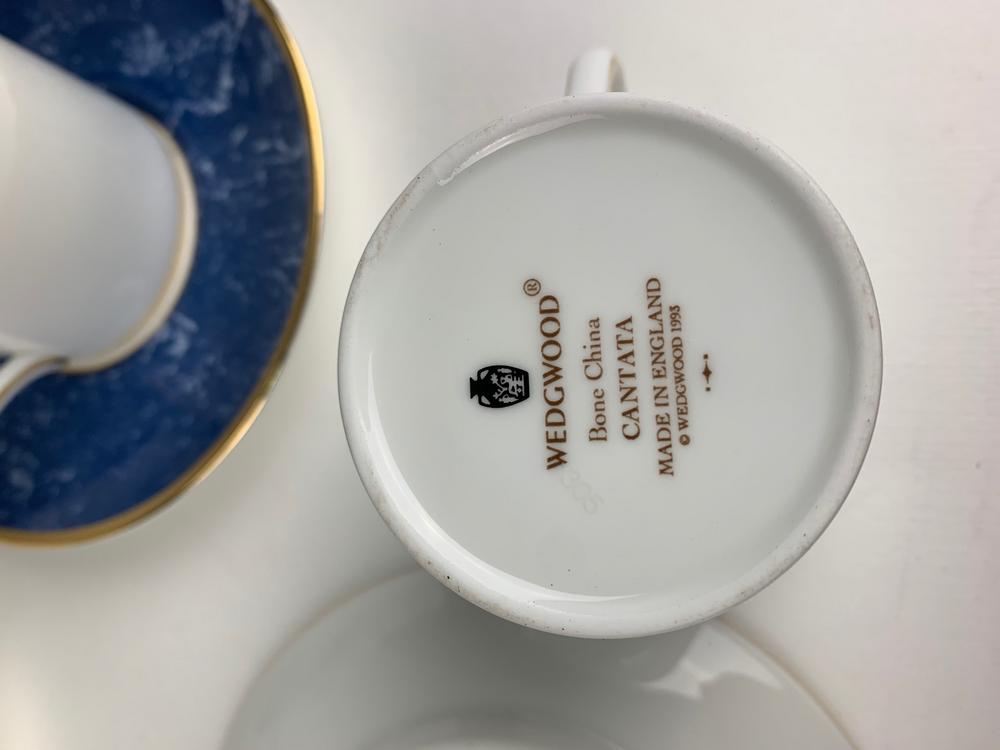 WEDGWOOD®
Bone China
CANTATA
MADE IN ENGLAND
© WEDGWOOD 1993